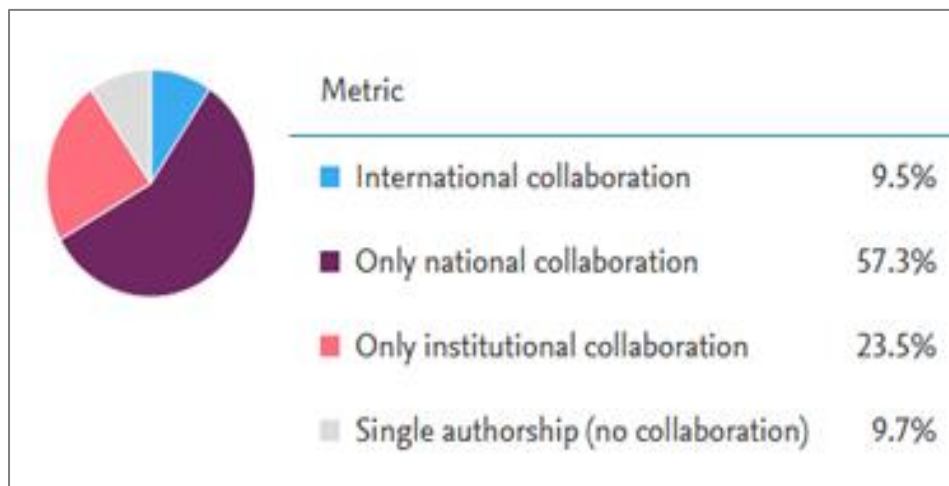 Metric
International collaboration 9.5%
Only national collaboration 57.3%
Only institutional collaboration 23.5%
Single authorship (no collaboration) 9.7%